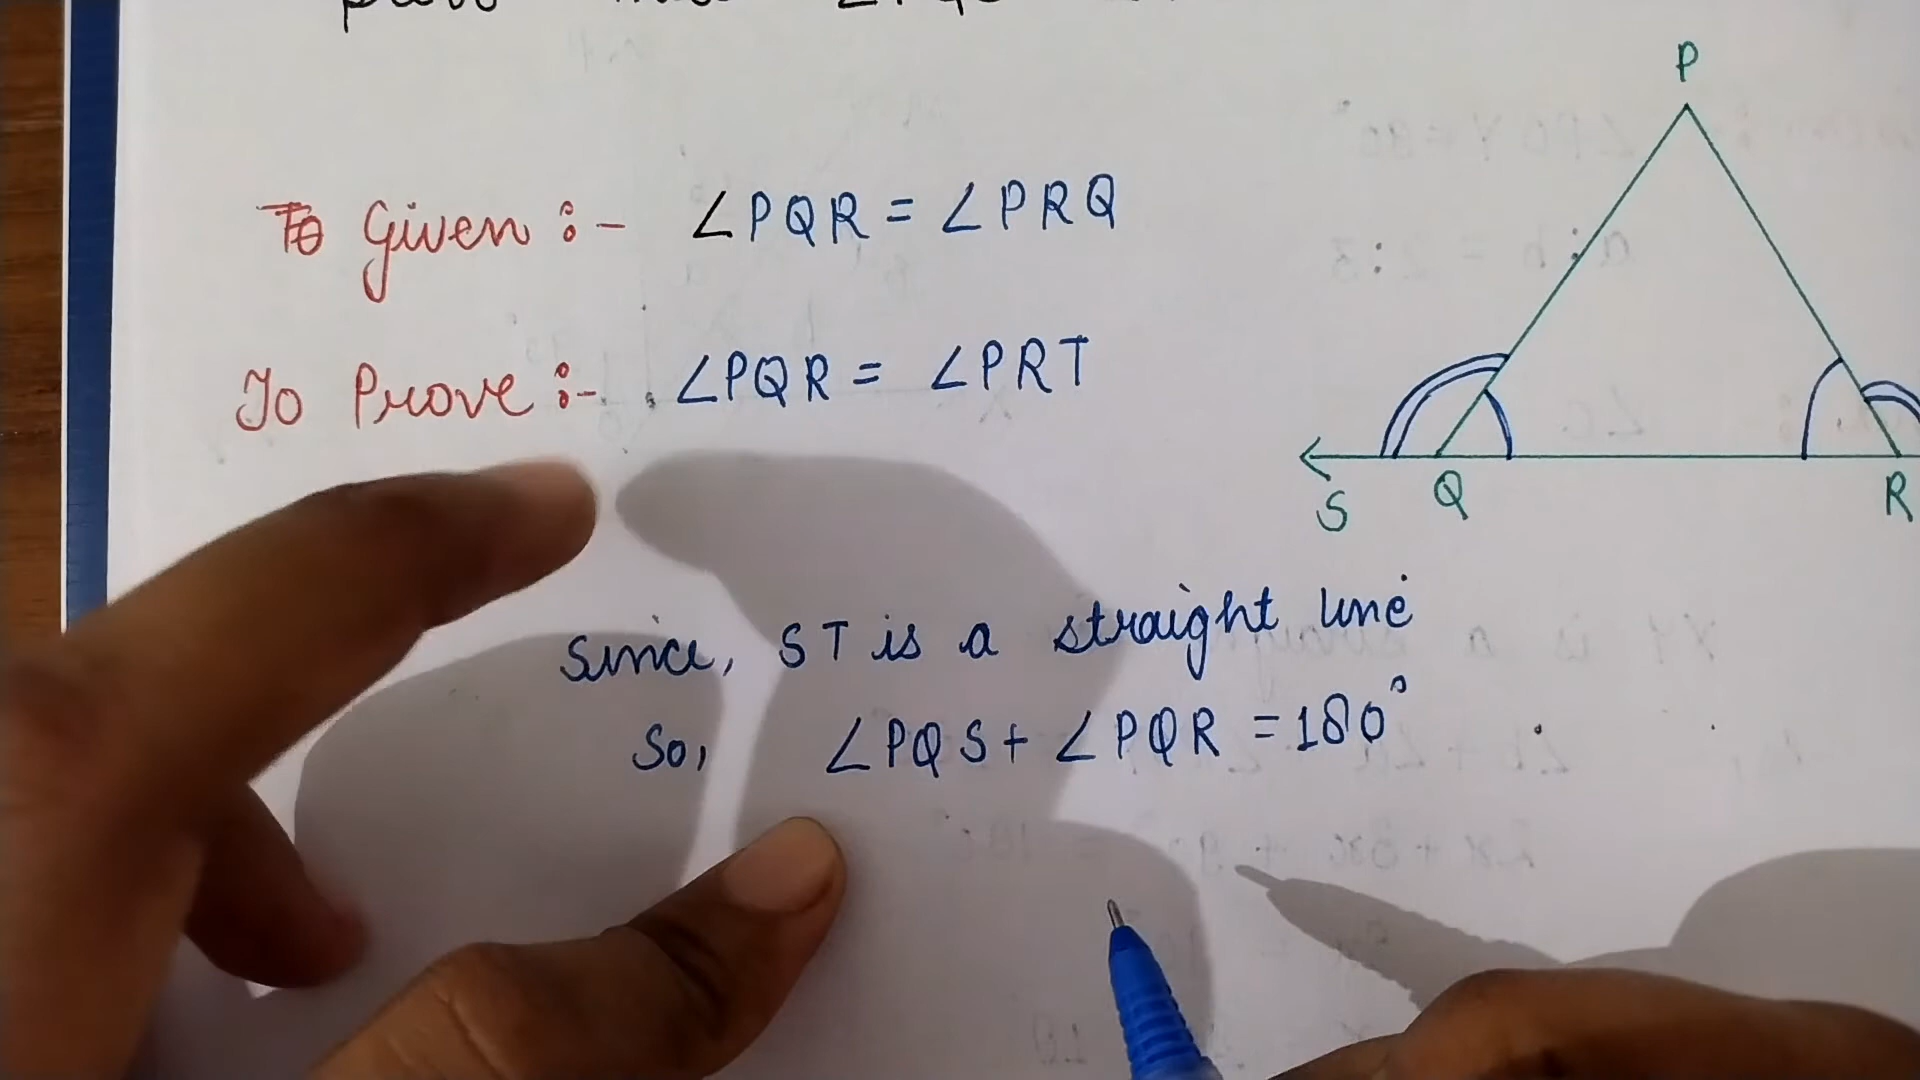 P
To Given :- ∠PQR = ∠PRQ
To Prove :- ∠PQR = ∠PRT
S Q R
Since, ST is a straight line
So, ∠PQS + ∠PQR = 180°